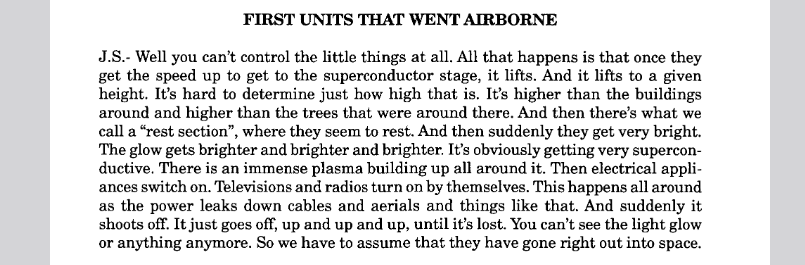 FIRST UNITS THAT WENT AIRBORNE
J.S.- Well you can't control the little things at all. All that happens is that once they
get the speed up to get to the superconductor stage, it lifts. And it lifts to a given
height. It's hard to determine just how high that is. It's higher than the buildings
around and higher than the trees that were around there. And then there's what we
call a “rest section”, where they seem to rest. And then suddenly they get very bright.
The glow gets brighter and brighter and brighter. It's obviously getting very supercon-
ductive. There is an immense plasma building up all around it. Then electrical appli-
ances switch on. Televisions and radios turn on by themselves. This happens all around
as the power leaks down cables and aerials and things like that. And suddenly it
shoots off. It just goes off, up and up and up, until it's lost. You can't see the light glow
or anything anymore. So we have to assume that they have gone right out into space.